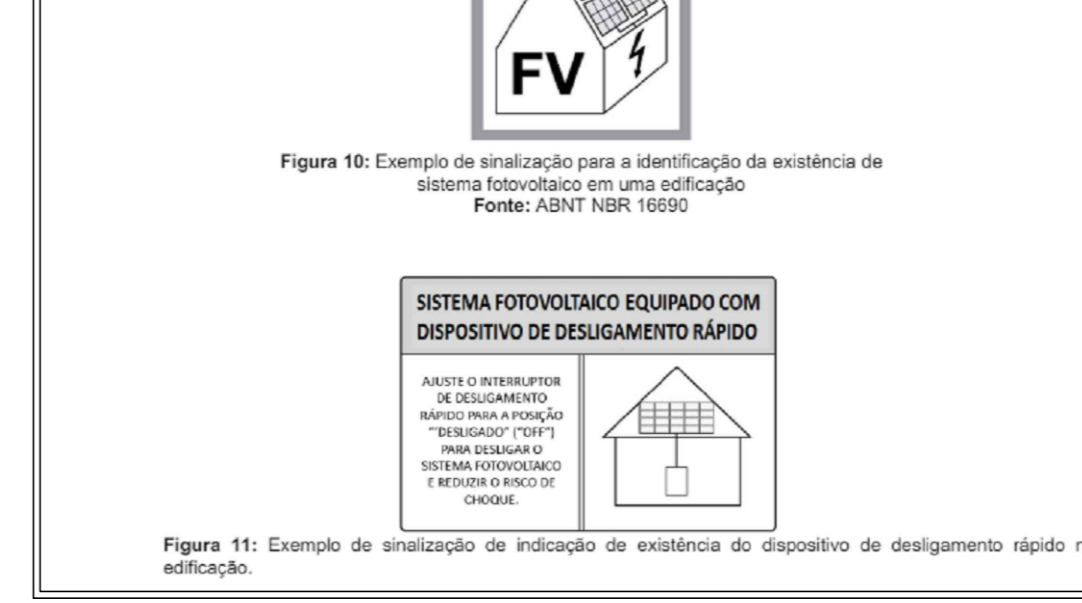 FV
Figura 10: Exemplo de sinalização para a identificação da existência de
sistema fotovoltaico em uma edificação
Fonte: ABNT NBR 16690
SISTEMA FOTOVOLTAICO EQUIPADO COM
DISPOSITIVO DE DESLIGAMENTO RÁPIDO
AJUSTE O INTERRUPTOR
DE DESLIGAMENTO
RÁPIDO PARA A POSIÇÃO
""DESLIGADO" ("OFF")
PARA DESLIGAR O
SISTEMA FOTOVOLTAICO
E REDUZIR O RISCO DE
CHOQUE.
Figura 11: Exemplo de sinalização de indicação de existência do dispositivo de desligamento rápido
edificação.